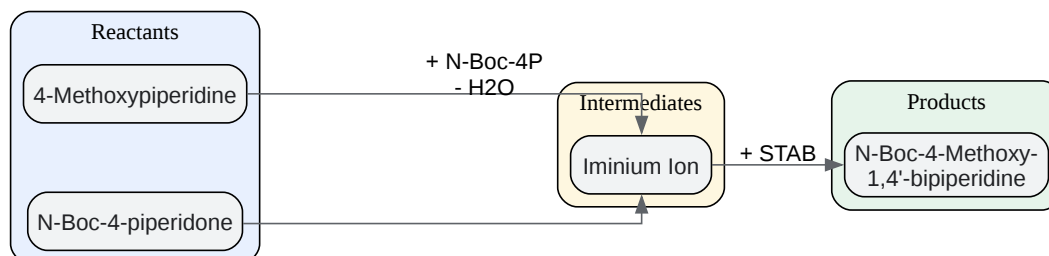 Reactants
4-Methoxypiperidine
N-Boc-4-piperidone
+ N-Boc-4P
- H2O
Intermediates
Iminium Ion
+ STAB
Products
N-Boc-4-Methoxy-
1,4'-bipiperidine